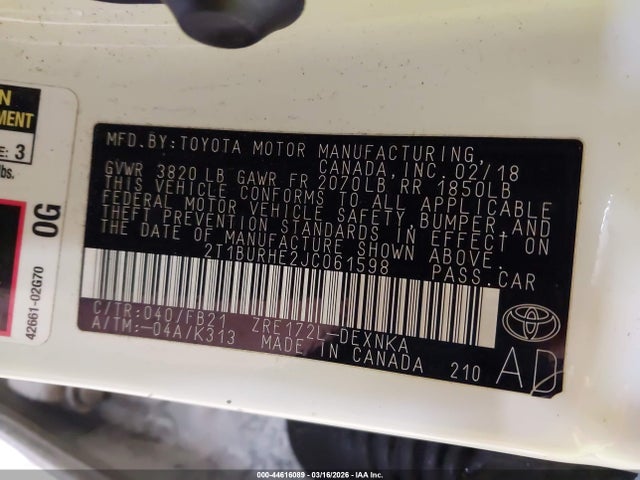 N
EMENT
E: 3
lbs.
0G
42661-02G70
MFD.BY:TOYOTA MOTOR MANUFACTURING,
CANADA, INC. 02/18
GVWR 3820 LB GAWR FR 2070LB RR 1850LB
THIS VEHICLE CONFORMS TO ALL APPLICABLE
FEDERAL MOTOR VEHICLE SAFETY, BUMPER, AND
THEFT PREVENTION STANDARDS IN EFFECT ON
THE DATE OF MANUFACTURE SHOWN ABOVE.
2T1BURHE2JC061598 PASS.CAR
C/TR:040/FB21 ZRE172L-DEXNKA
A/TM:-04A/K313 MADE IN CANADA 210
AD
000-44616089 - 03/16/2026 - IAA Inc.